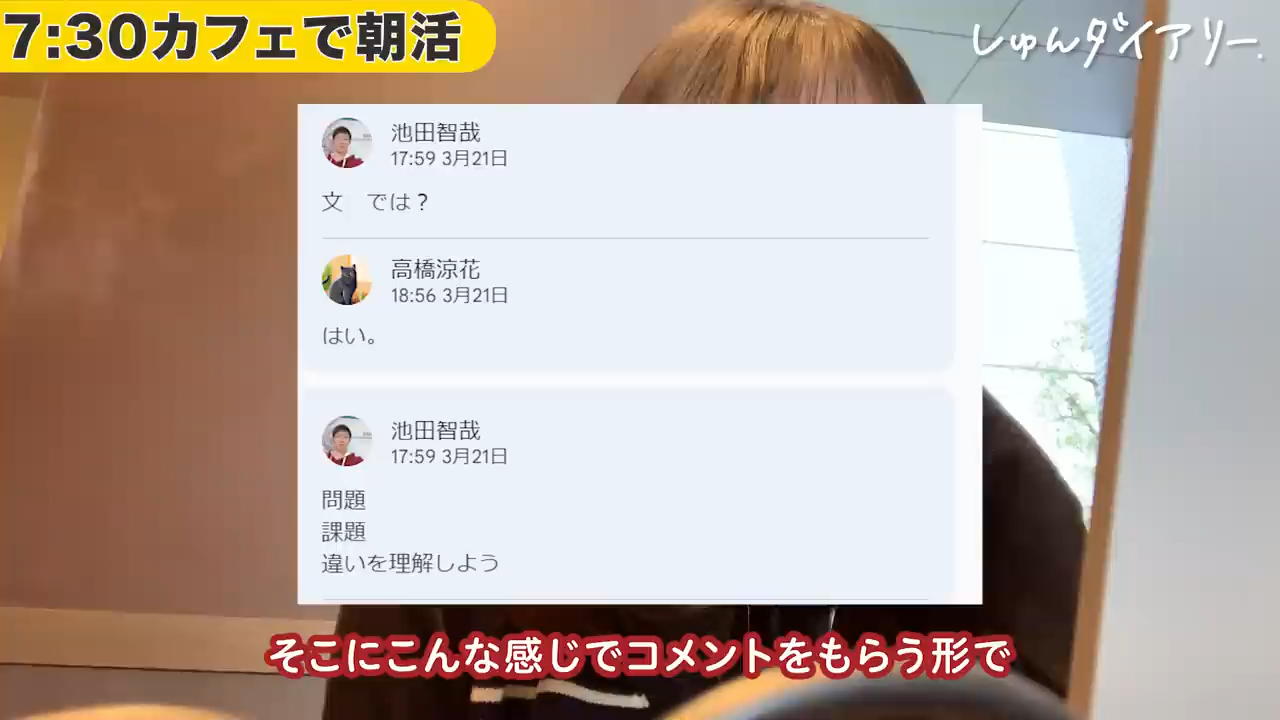 7:30カフェで朝活
しゅんダイアリー.
池田智哉
17:59 3月21日
文　では？
高橋涼花
18:56 3月21日
はい。
池田智哉
17:59 3月21日
問題
課題
違いを理解しよう
そこにこんな感じでコメントをもらう形で